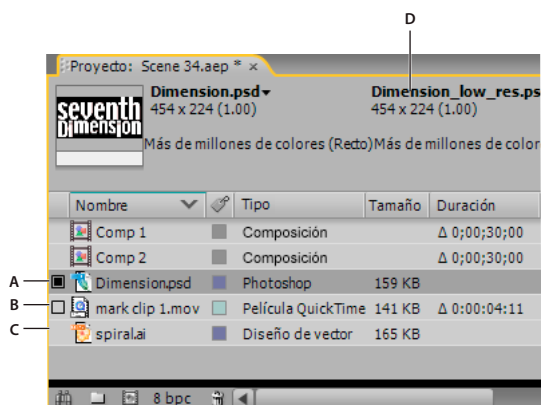 D
Proyecto: Scene 34.aep * ×
seventh
Dimension
Dimension.psd
454 x 224 (1.00)
Más de millones de colores (Recto)
Dimension_low_res.ps
454 x 224 (1.00)
Más de millones de color
Nombre Tipo Tamaño Duración
Comp 1 Composición Δ 0;00;30;00
Comp 2 Composición Δ 0;00;30;00
A Dimension.psd Photoshop 159 KB
B mark clip 1.mov Película QuickTime 141 KB Δ 0:00:04:11
C spiral.ai Diseño de vector 165 KB
8 bpc